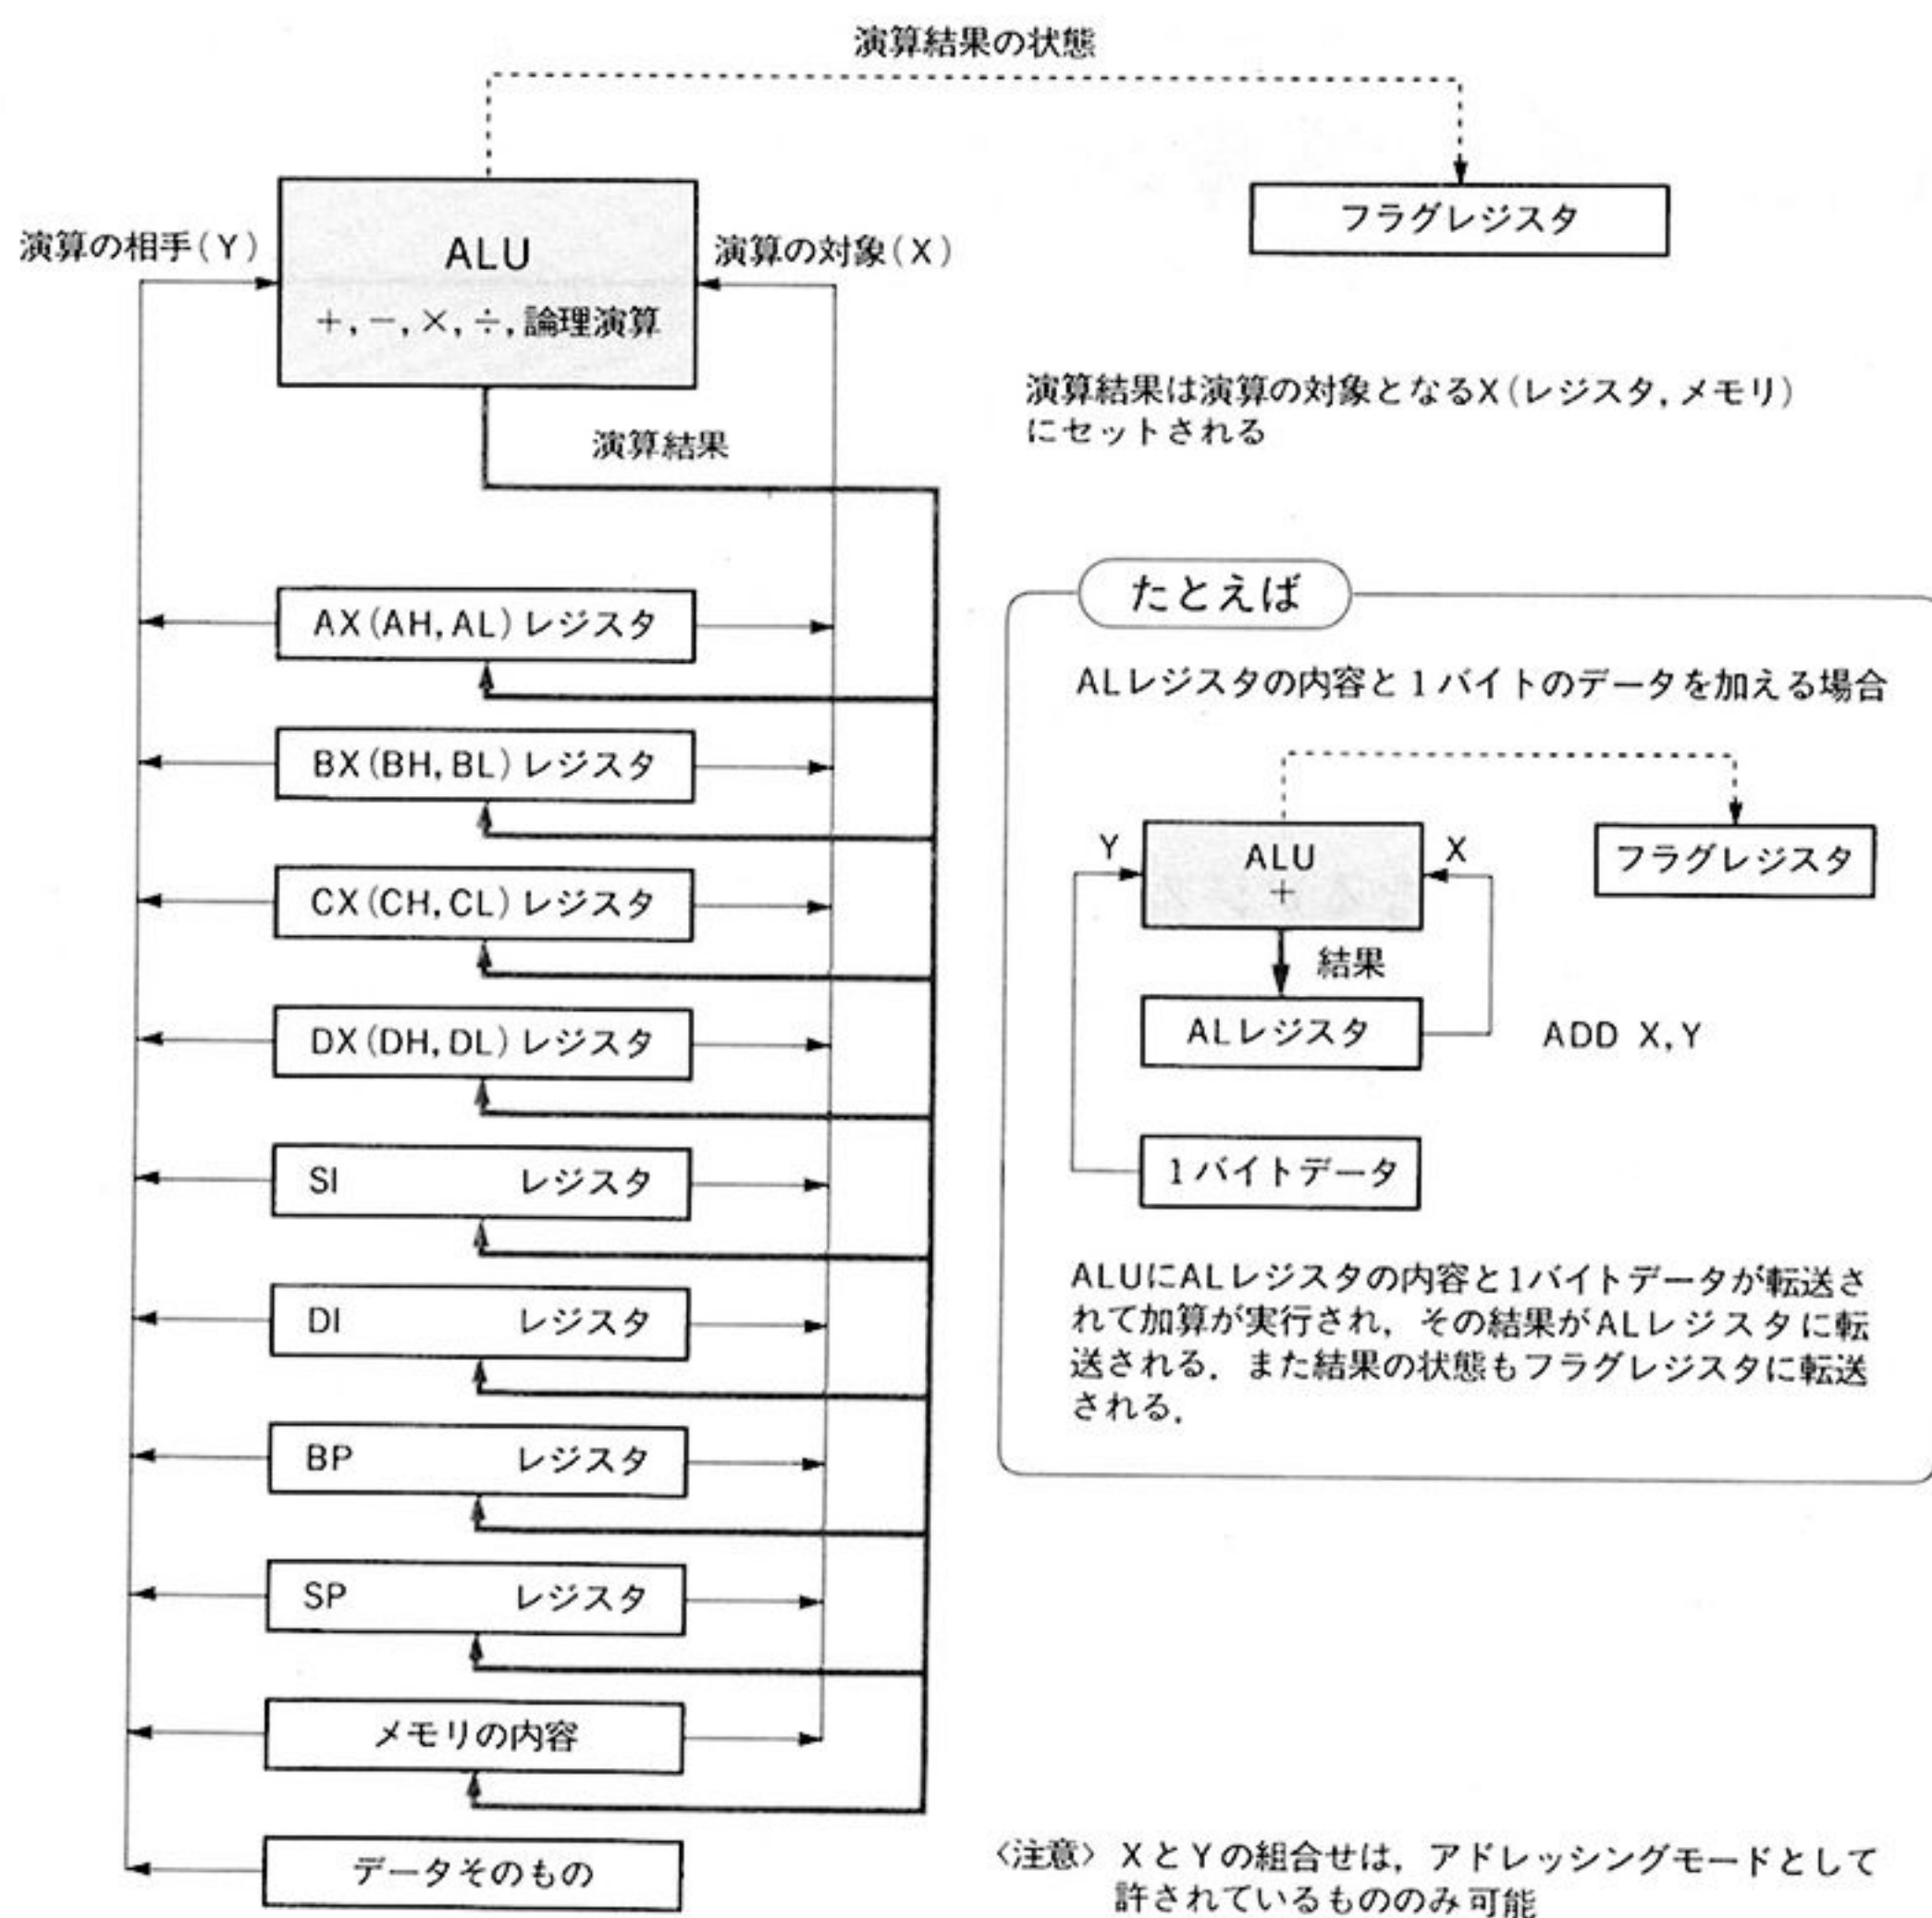 演算結果の状態
フラグレジスタ
演算の相手(Y)
ALU
+, −, ×, ÷, 論理演算
演算の対象(X)
演算結果は演算の対象となるX(レジスタ, メモリ)
にセットされる
演算結果
AX(AH, AL)レジスタ
BX(BH, BL)レジスタ
CX(CH, CL)レジスタ
DX(DH, DL)レジスタ
SI レジスタ
DI レジスタ
BP レジスタ
SP レジスタ
メモリの内容
データそのもの
たとえば
ALレジスタの内容と1バイトのデータを加える場合
Y
ALU
+
X
フラグレジスタ
結果
ALレジスタ
ADD X, Y
1バイトデータ
ALUにALレジスタの内容と1バイトデータが転送さ
れて加算が実行され，その結果がALレジスタに転
送される．また結果の状態もフラグレジスタに転送
される．
〈注意〉 XとYの組合せは，アドレッシングモードとして
許されているもののみ可能